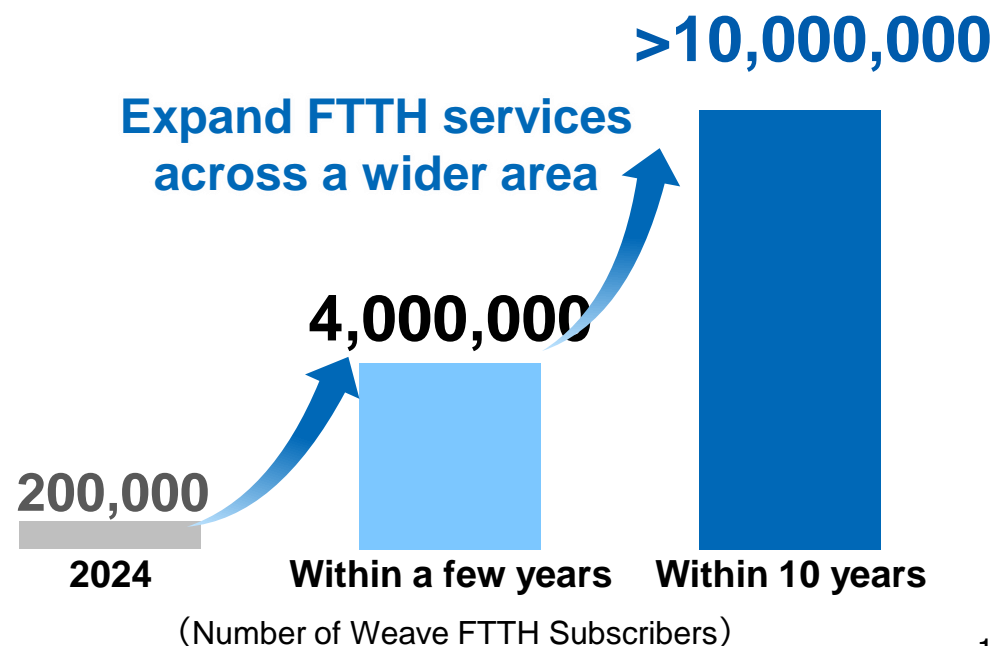 >10,000,000
Expand FTTH services
across a wider area
4,000,000
200,000
2024
Within a few years
Within 10 years
（Number of Weave FTTH Subscribers）
1